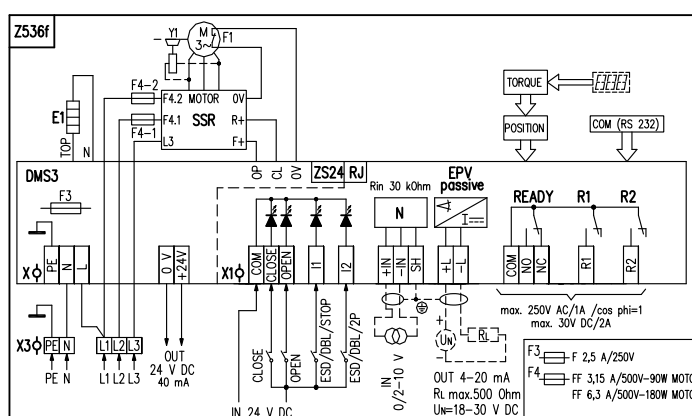 Z536f
Y1
M
3~
F1
F4-2
F4.2 MOTOR 0V
SSR
F4.1 R+
L3 F+
F4-1
E1
TOP
N
OP
CL
0V
TORQUE
POSITION
COM (RS 232)
DMS3
ZS24 RJ
EPV
passive
F3
Rin 30 kOhm
N
READY R1 R2
X
PE
N
L
0 V
+24V
X1
COM
CLOSE
OPEN
I1
I2
+IN
-IN
SH
+L
-L
COM
NO
NC
R1
R2
max. 250V AC/1A /cos phi=1
max. 30V DC/2A
X3 PE N L1 L2 L3
PE N L1 L2 L3
OUT
24 V DC
40 mA
CLOSE
OPEN
ESD/DBL/STOP
ESD/DBL/2P
IN 24 V DC
IN
0/2-10 V
+
UN
-
RL
OUT 4-20 mA
RL max.500 Ohm
UN=18-30 V DC
F3 F 2,5 A/250V
F4 FF 3,15 A/500V-90W MOTO
FF 6,3 A/500V-180W MOTO